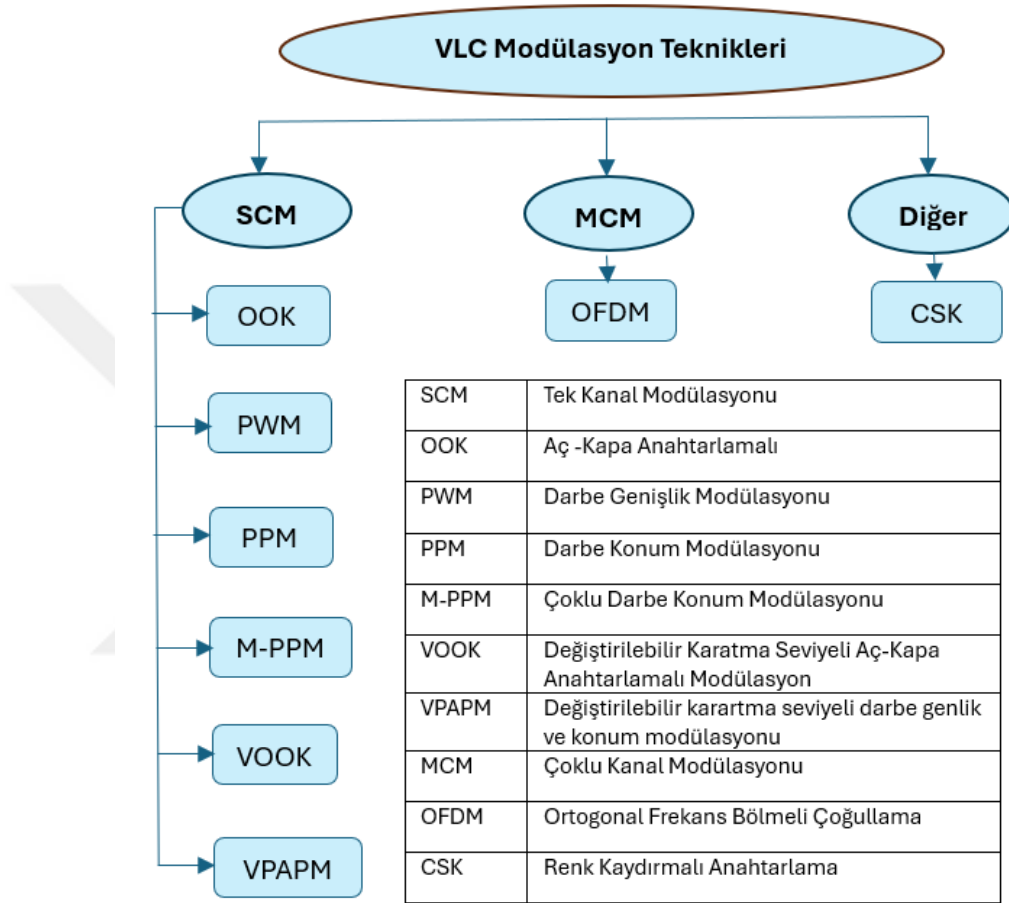 VLC Modülasyon Teknikleri
SCM
MCM
Diğer
OOK
OFDM
CSK
PWM
PPM
M-PPM
VOOK
VPAPM
SCM Tek Kanal Modülasyonu
OOK Aç -Kapa Anahtarlamalı
PWM Darbe Genişlik Modülasyonu
PPM Darbe Konum Modülasyonu
M-PPM Çoklu Darbe Konum Modülasyonu
VOOK Değiştirilebilir Karatma Seviyeli Aç-Kapa
Anahtarlamalı Modülasyon
VPAPM Değiştirilebilir karartma seviyeli darbe genlik
ve konum modülasyonu
MCM Çoklu Kanal Modülasyonu
OFDM Ortogonal Frekans Bölmeli Çoğullama
CSK Renk Kaydırmalı Anahtarlama